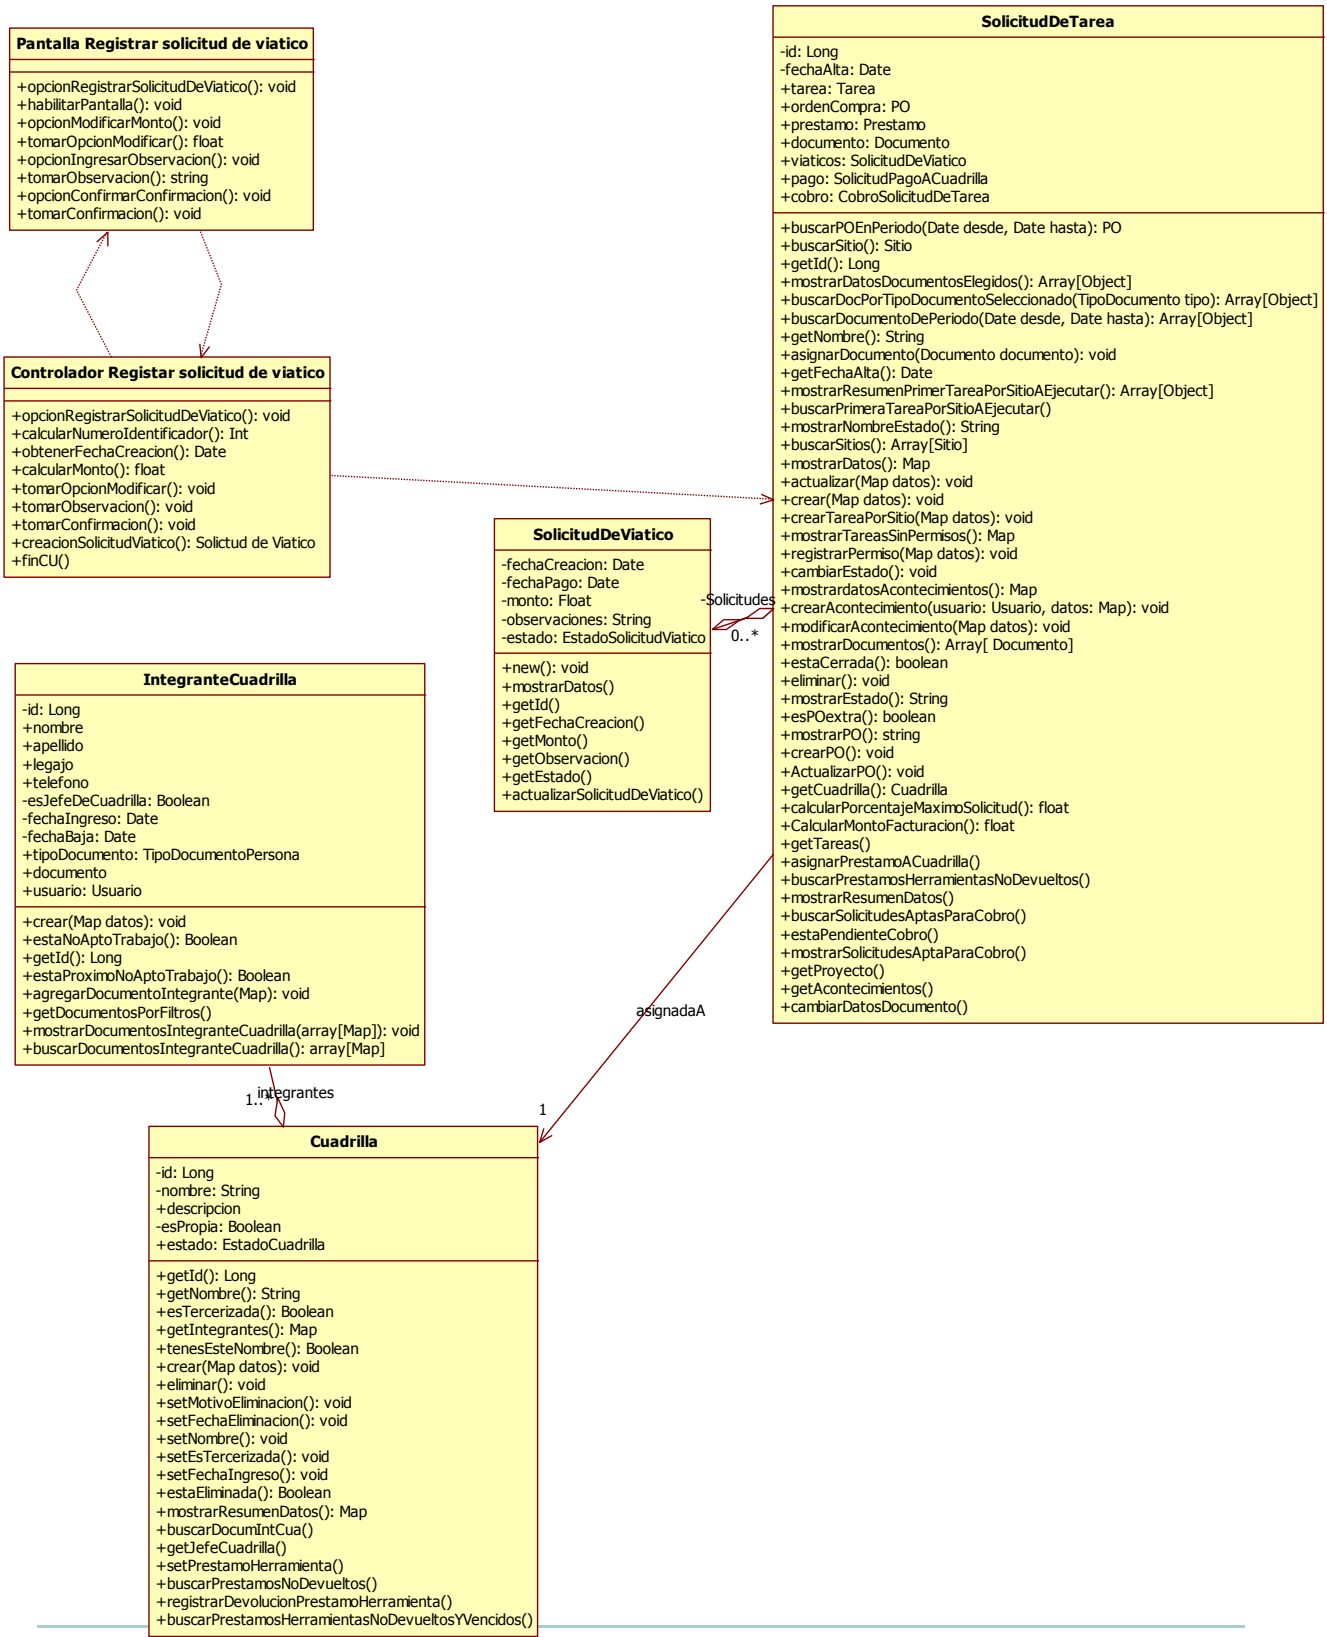 Pantalla Registrar solicitud de viatico
+opcionRegistrarSolicitudDeViatico(): void
+habilitarPantalla(): void
+opcionModificarMonto(): void
+tomarOpcionModificar(): float
+opcionIngresarObservacion(): void
+tomarObservacion(): string
+opcionConfirmarConfirmacion(): void
+tomarConfirmacion(): void
Controlador Registar solicitud de viatico
+opcionRegistrarSolicitudDeViatico(): void
+calcularNumeroIdentificador(): Int
+obtenerFechaCreacion(): Date
+calcularMonto(): float
+tomarOpcionModificar(): void
+tomarObservacion(): void
+tomarConfirmacion(): void
+creacionSolicitudViatico(): Solictud de Viatico
+finCU()
SolicitudDeTarea
-id: Long
-fechaAlta: Date
+tarea: Tarea
+ordenCompra: PO
+prestamo: Prestamo
+documento: Documento
+viaticos: SolicitudDeViatico
+pago: SolicitudPagoACuadrilla
+cobro: CobroSolicitudDeTarea
+buscarPOEnPeriodo(Date desde, Date hasta): PO
+buscarSitio(): Sitio
+getId(): Long
+mostrarDatosDocumentosElegidos(): Array[Object]
+buscarDocPorTipoDocumentoSeleccionado(TipoDocumento tipo): Array[Object]
+buscarDocumentoDePeriodo(Date desde, Date hasta): Array[Object]
+getNombre(): String
+asignarDocumento(Documento documento): void
+getFechaAlta(): Date
+mostrarResumenPrimerTareaPorSitioAEjecutar(): Array[Object]
+buscarPrimeraTareaPorSitioAEjecutar()
+mostrarNombreEstado(): String
+buscarSitios(): Array[Sitio]
+mostrarDatos(): Map
+actualizar(Map datos): void
+crear(Map datos): void
+crearTareaPorSitio(Map datos): void
+mostrarTareasSinPermisos(): Map
+registrarPermiso(Map datos): void
+cambiarEstado(): void
+mostrardatosAcontecimientos(): Map
+crearAcontecimiento(usuario: Usuario, datos: Map): void
+modificarAcontecimiento(Map datos): void
+mostrarDocumentos(): Array[ Documento]
+estaCerrada(): boolean
+eliminar(): void
+mostrarEstado(): String
+esPOextra(): boolean
+mostrarPO(): string
+crearPO(): void
+ActualizarPO(): void
+getCuadrilla(): Cuadrilla
+calcularPorcentajeMaximoSolicitud(): float
+CalcularMontoFacturacion(): float
+getTareas()
+asignarPrestamoACuadrilla()
+buscarPrestamosHerramientasNoDevueltos()
+mostrarResumenDatos()
+buscarSolicitudesAptasParaCobro()
+estaPendienteCobro()
+mostrarSolicitudesAptaParaCobro()
+getProyecto()
+getAcontecimientos()
+cambiarDatosDocumento()
SolicitudDeViatico
-fechaCreacion: Date
-fechaPago: Date
-monto: Float
-observaciones: String
-estado: EstadoSolicitudViatico
+new(): void
+mostrarDatos()
+getId()
+getFechaCreacion()
+getMonto()
+getObservacion()
+getEstado()
+actualizarSolicitudDeViatico()
-Solicitudes
0..*
IntegranteCuadrilla
-id: Long
+nombre
+apellido
+legajo
+telefono
-esJefeDeCuadrilla: Boolean
-fechaIngreso: Date
-fechaBaja: Date
+tipoDocumento: TipoDocumentoPersona
+documento
+usuario: Usuario
+crear(Map datos): void
+estaNoAptoTrabajo(): Boolean
+getId(): Long
+estaProximoNoAptoTrabajo(): Boolean
+agregarDocumentoIntegrante(Map): void
+getDocumentosPorFiltros()
+mostrarDocumentosIntegranteCuadrilla(array[Map]): void
+buscarDocumentosIntegranteCuadrilla(): array[Map]
asignadaA
1
integrantes
1..*
Cuadrilla
-id: Long
-nombre: String
+descripcion
-esPropia: Boolean
+estado: EstadoCuadrilla
+getId(): Long
+getNombre(): String
+esTercerizada(): Boolean
+getIntegrantes(): Map
+tenesEsteNombre(): Boolean
+crear(Map datos): void
+eliminar(): void
+setMotivoEliminacion(): void
+setFechaEliminacion(): void
+setNombre(): void
+setEsTercerizada(): void
+setFechaIngreso(): void
+estaEliminada(): Boolean
+mostrarResumenDatos(): Map
+buscarDocumIntCua()
+getJefeCuadrilla()
+setPrestamoHerramienta()
+buscarPrestamosNoDevueltos()
+registrarDevolucionPrestamoHerramienta()
+buscarPrestamosHerramientasNoDevueltosYVencidos()